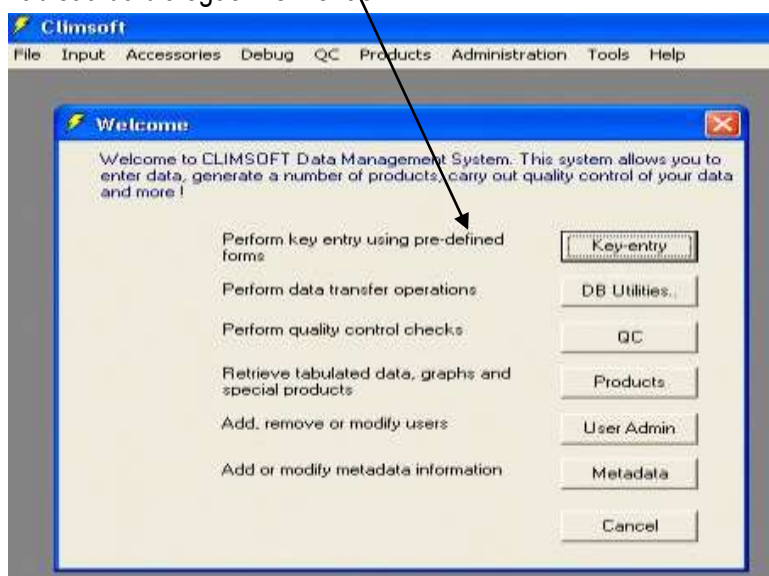 Climsoft
File Input Accessories Debug QC Products Administration Tools Help
Welcome
Welcome to CLIMSOFT Data Management System. This system allows you to
enter data, generate a number of products, carry out quality control of your data
and more !
Perform key entry using pre-defined
forms
Key-entry
Perform data transfer operations
DB Utilities..
Perform quality control checks
QC
Retrieve tabulated data, graphs and
special products
Products
Add, remove or modify users
User Admin
Add or modify metadata information
Metadata
Cancel